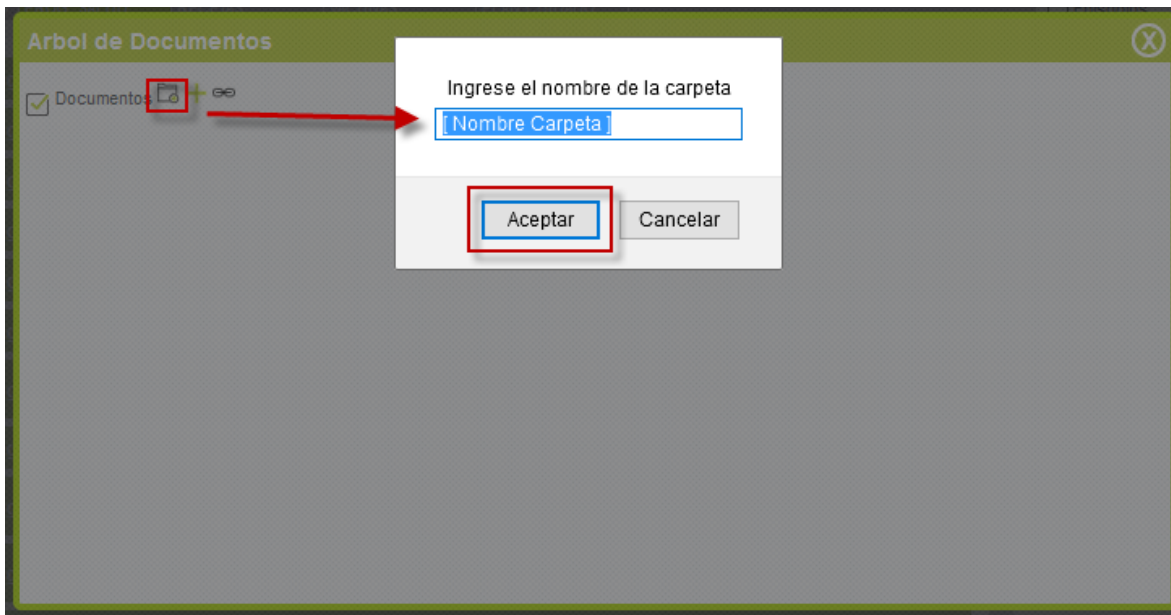 Arbol de Documentos
Documentos
Ingrese el nombre de la carpeta
[ Nombre Carpeta ]
Aceptar
Cancelar